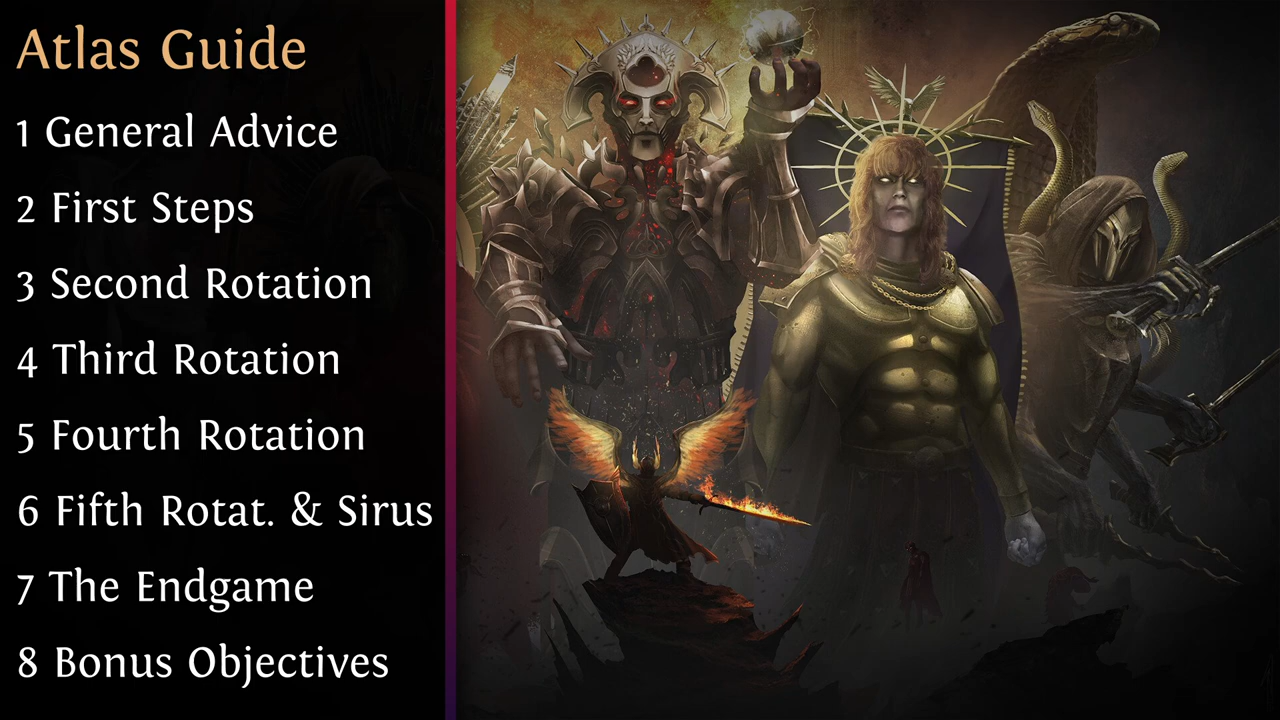 Atlas Guide
1 General Advice
2 First Steps
3 Second Rotation
4 Third Rotation
5 Fourth Rotation
6 Fifth Rotat. & Sirus
7 The Endgame
8 Bonus Objectives